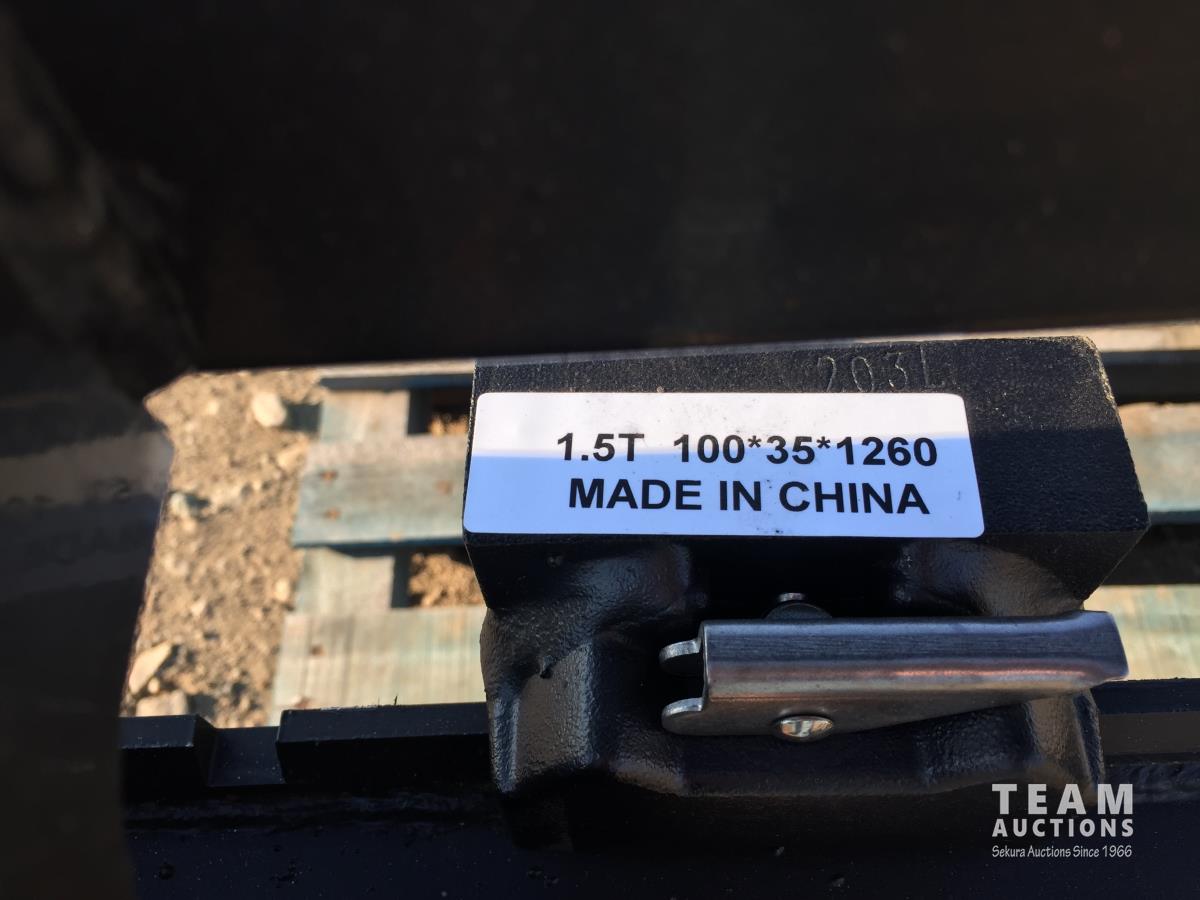 203L
1.5T 100*35*1260
MADE IN CHINA
TEAM
AUCTIONS
Sekura Auctions Since 1966